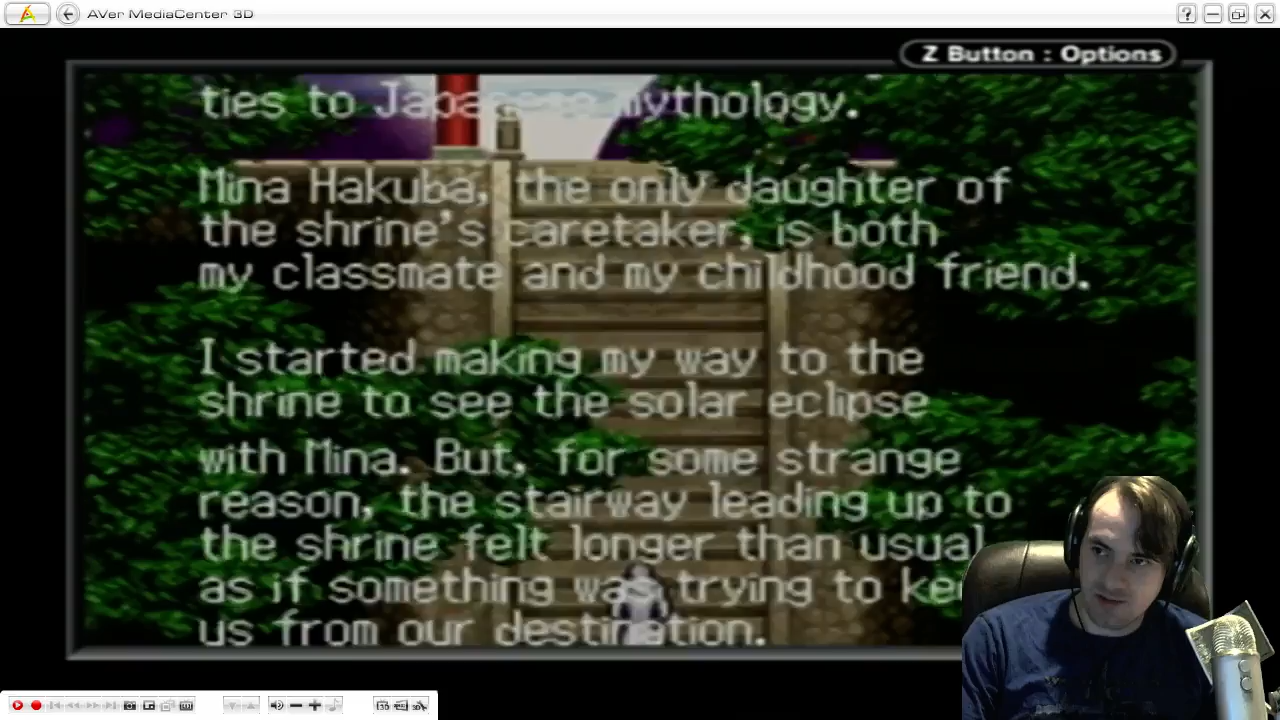 AVer MediaCenter 3D
Z Button : Options
ties to Japanese mythology.
Mina Hakuba, the only daughter of
the shrine's caretaker, is both
my classmate and my childhood friend.
I started making my way to the
shrine to see the solar eclipse
with Mina. But, for some strange
reason, the stairway leading up to
the shrine felt longer than usual
as if something was trying to
us from our destination.